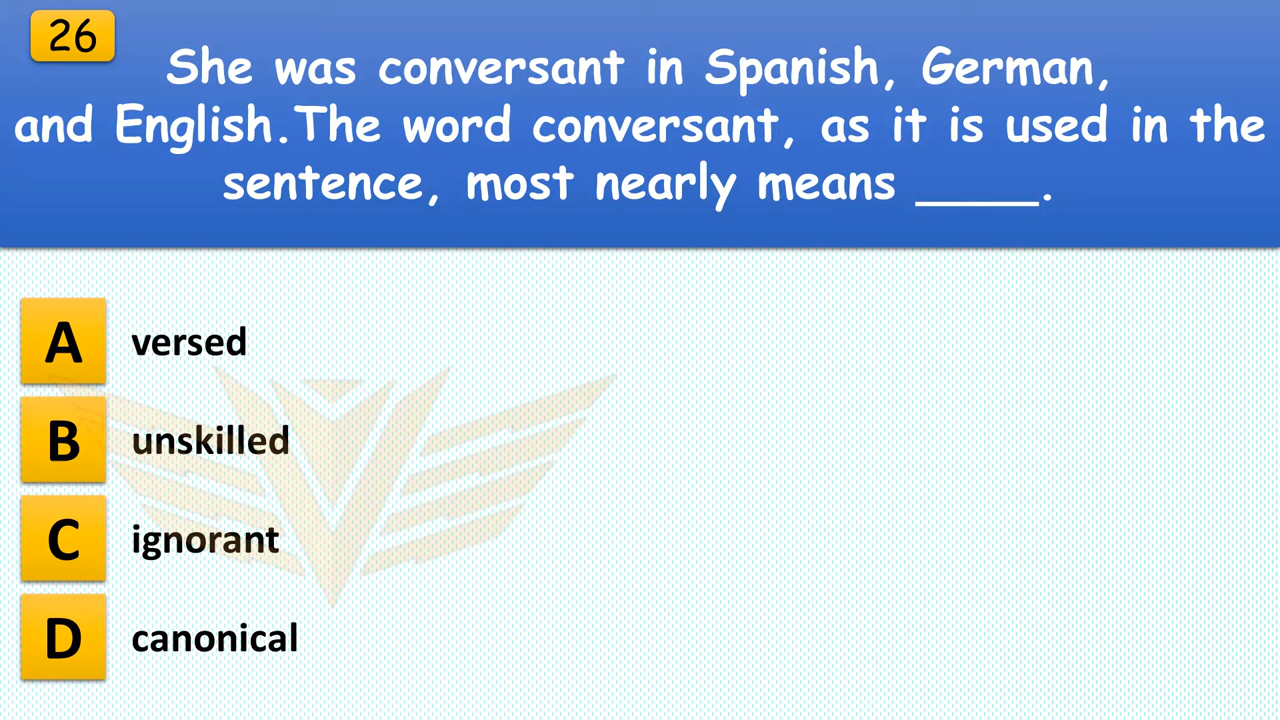 26
She was conversant in Spanish, German,
and English.The word conversant, as it is used in the
sentence, most nearly means _____.
A versed
B unskilled
C ignorant
D canonical